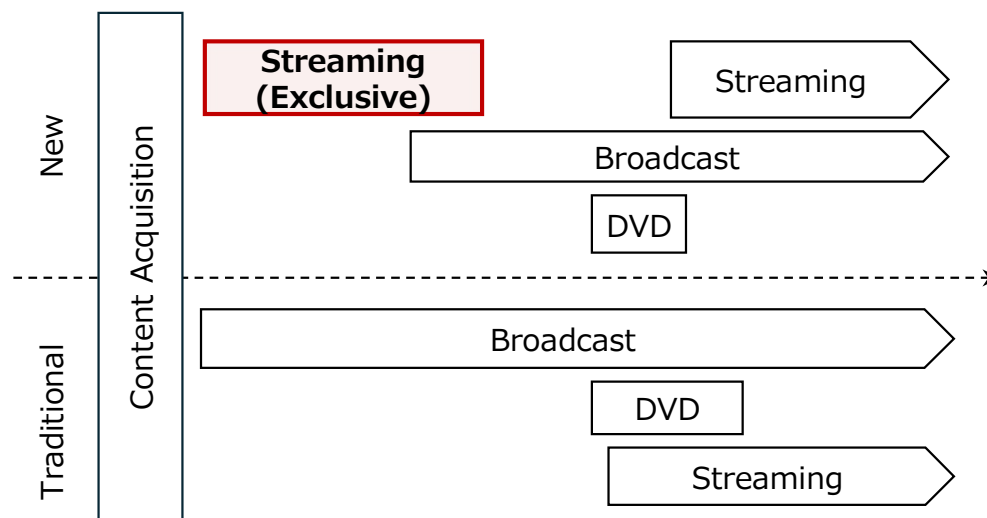 New
Content Acquisition
Streaming
(Exclusive)
Streaming
Broadcast
DVD
Traditional
Broadcast
DVD
Streaming